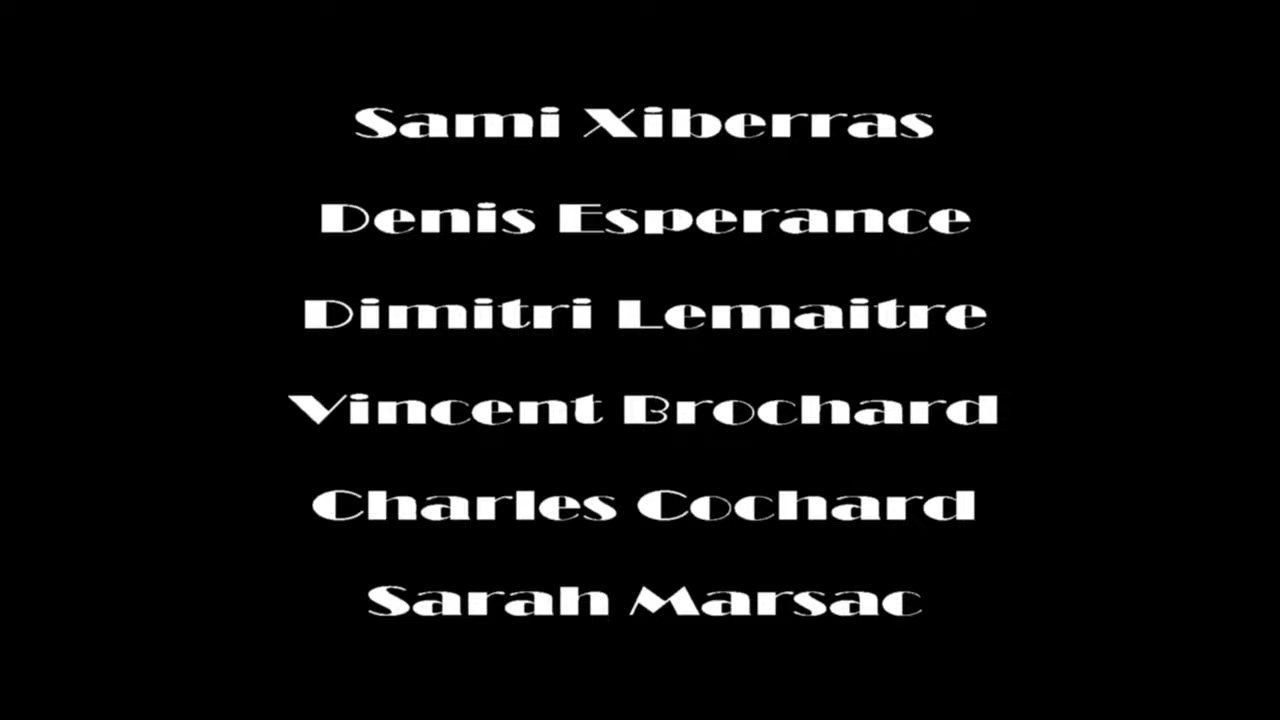 Sami Xiberras
Denis Esperance
Dimitri Lemaitre
Vincent Brochard
Charles Cochard
Sarah Marsac